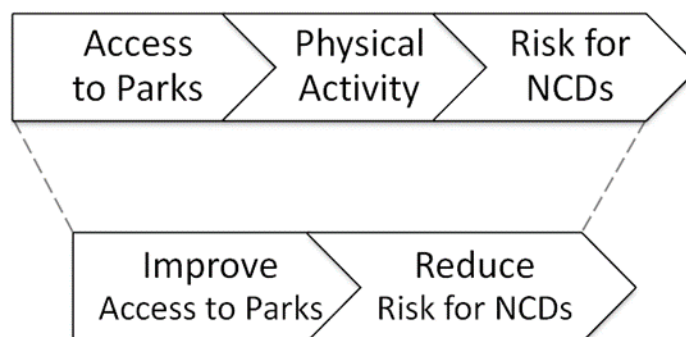 Access
to Parks
Physical
Activity
Risk for
NCDs
Improve
Access to Parks
Reduce
Risk for NCDs